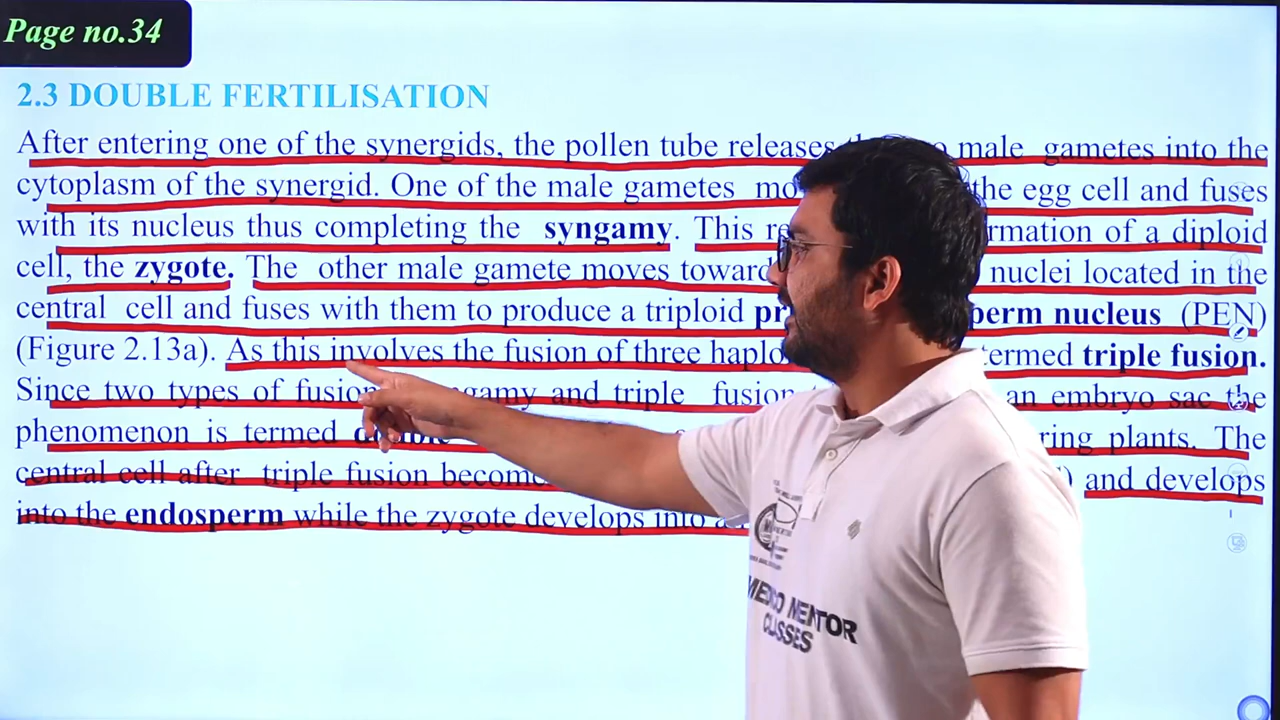 Page no.34
2.3 DOUBLE FERTILISATION
After entering one of the synergids, the pollen tube releases male gametes into the
cytoplasm of the synergid. One of the male gametes the egg cell and fuses
with its nucleus thus completing the syngamy. This of a diploid
cell, the zygote. The other male gamete moves nuclei located in the
central cell and fuses with them to produce a triploid nucleus (PEN)
(Figure 2.13a). As this involves the fusion of three termed triple fusion.
Since two types of and triple fusion an embryo sac the
phenomenon is termed plants. The
central cell after triple fusion and develops
into the endosperm while the zygote develops into
MEDICO MENTOR
CLASSES